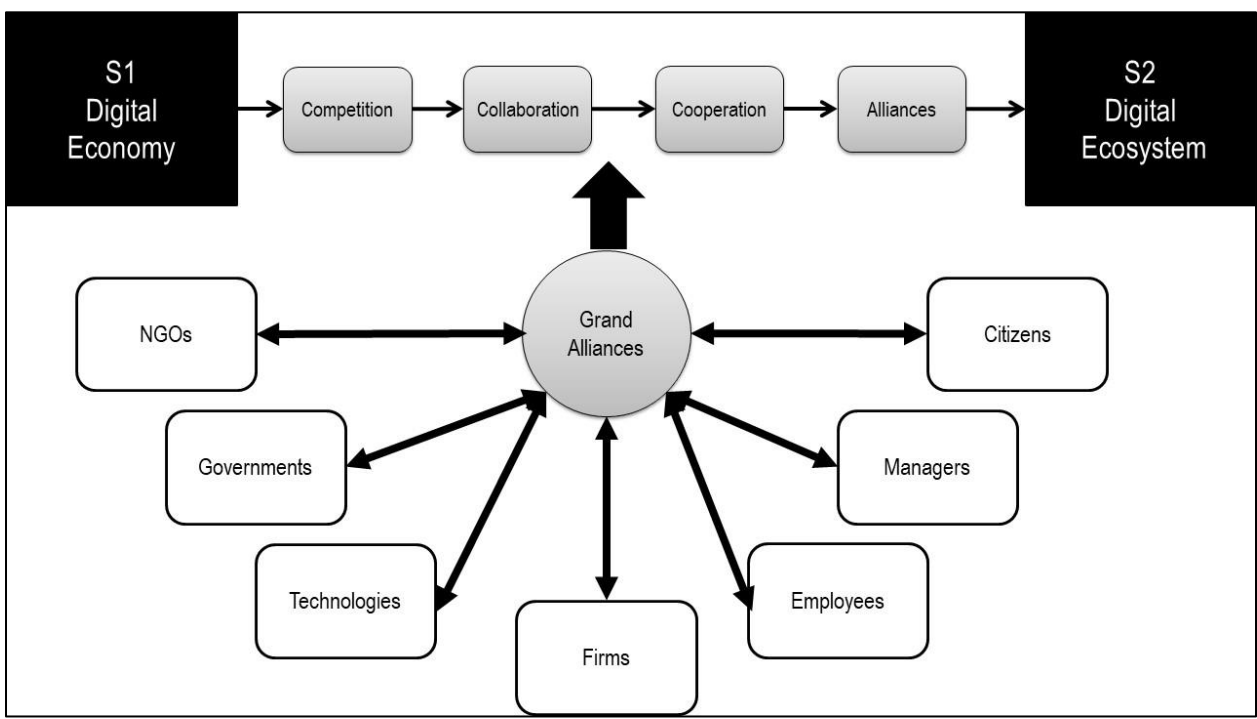 S1
Digital
Economy
Competition
Collaboration
Cooperation
Alliances
S2
Digital
Ecosystem
Grand
Alliances
NGOs
Citizens
Governments
Managers
Technologies
Employees
Firms